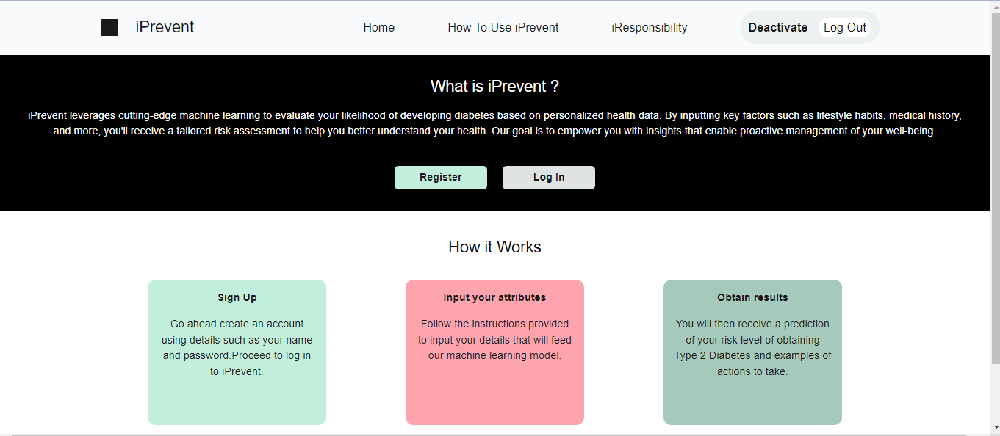 iPrevent
Home
How To Use iPrevent
iResponsibility
Deactivate
Log Out
What is iPrevent ?
iPrevent leverages cutting-edge machine learning to evaluate your likelihood of developing diabetes based on personalized health data. By inputting key factors such as lifestyle habits, medical history,
and more, you'll receive a tailored risk assessment to help you better understand your health. Our goal is to empower you with insights that enable proactive management of your well-being.
Register
Log In
How it Works
Sign Up
Go ahead create an account
using details such as your name
and password.Proceed to log in
to iPrevent.
Input your attributes
Follow the instructions provided
to input your details that will feed
our machine learning model.
Obtain results
You will then receive a prediction
of your risk level of obtaining
Type 2 Diabetes and examples of
actions to take.